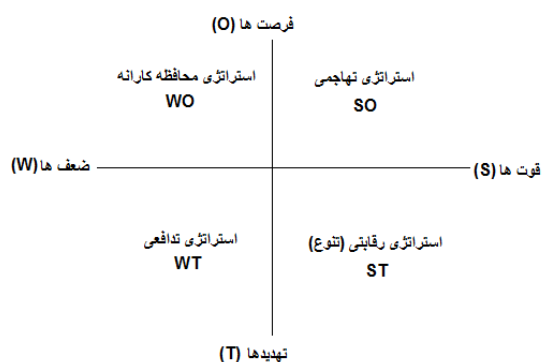 فرصت ها (O)
استراتژی تهاجمی
SO
استراتژی محافظه کارانه
WO
قوت ها (S)
ضعف ها (W)
استراتژی رقابتی (تنوع)
ST
استراتژی تدافعی
WT
تهدیدها (T)